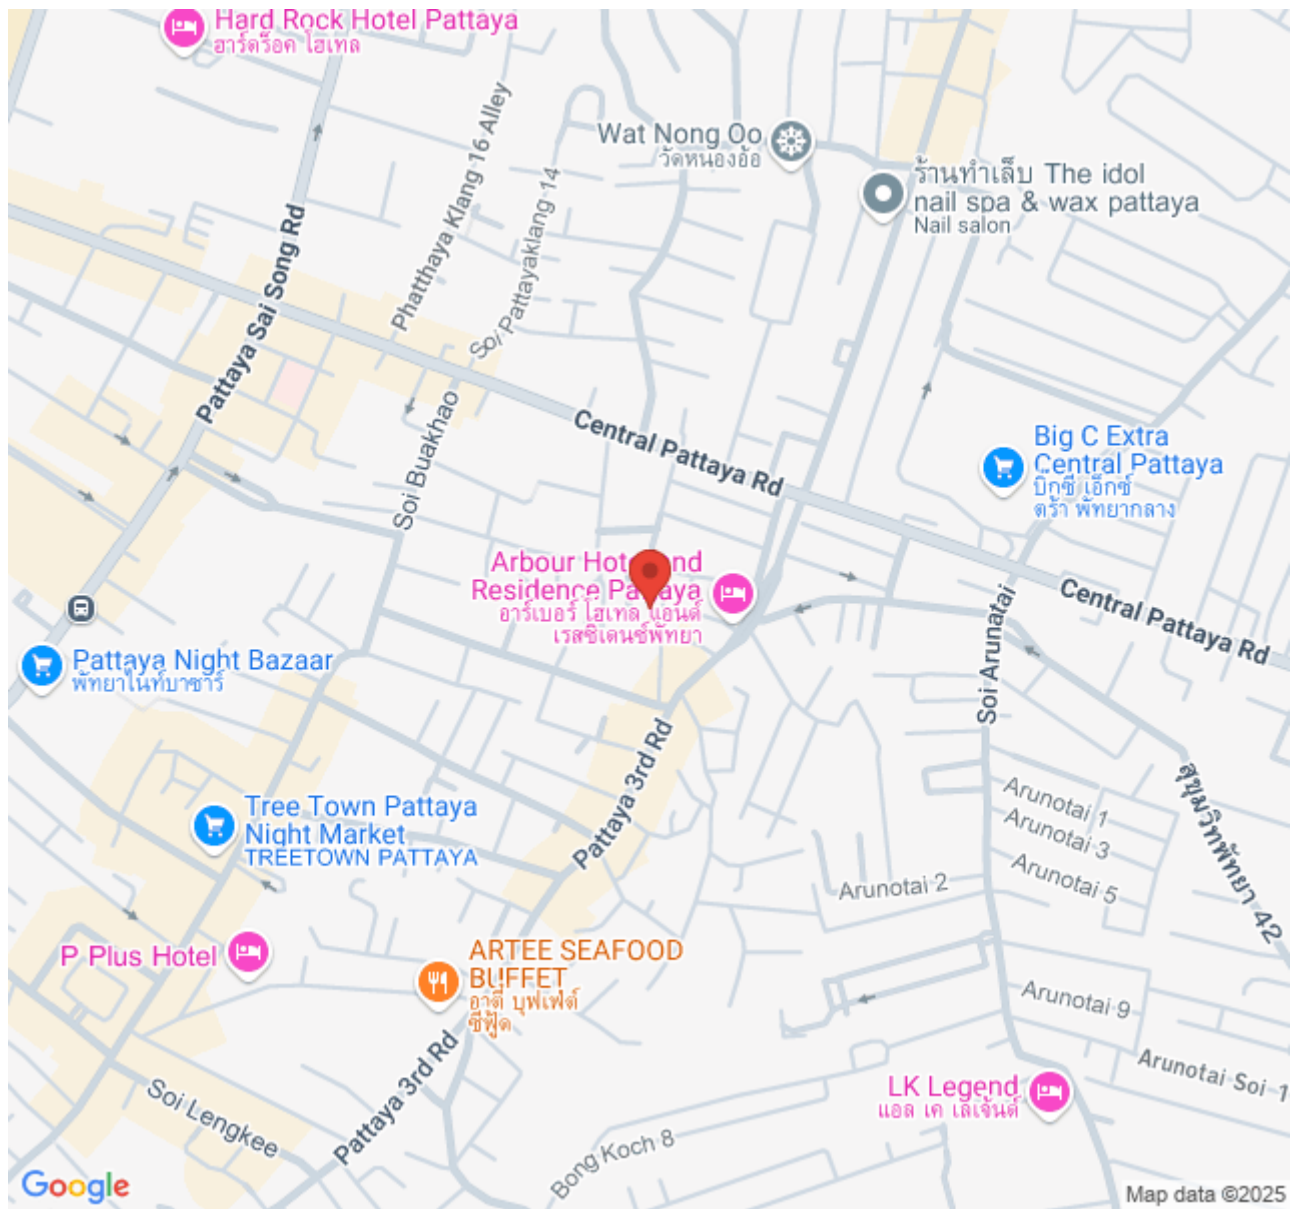 Hard Rock Hotel Pattaya
ฮาร์ดร็อค โฮเทล
Phatthaya Klang 16 Alley
Wat Nong Oo
วัดหนองอ้อ
ร้านทำเล็บ The idol
nail spa & wax pattaya
Nail salon
Soi Pattayaklang 14
Pattaya Sai Song Rd
Soi Buakhao
Central Pattaya Rd
Big C Extra
Central Pattaya
บิ๊กซี เอ็กซ์
ตร้า พัทยากลาง
Arbour Hotel and
Residence Pattaya
อาร์เบอร์ โฮเทล แอนด์
เรสซิเดนซ์พัทยา
Central Pattaya Rd
Soi Arunatai
Pattaya Night Bazaar
พัทยาไนท์บาซาร์
Pattaya 3rd Rd
สุขุมวิทพัทยา 42
Arunotai 1
Arunotai 3
Arunotai 5
Tree Town Pattaya
Night Market
TREETOWN PATTAYA
Arunotai 2
P Plus Hotel
ARTEE SEAFOOD
BUFFET
อาตี๋ บุฟเฟ่ต์
ซีฟู้ด
Arunotai 9
Pattaya 3rd Rd
Arunotai Soi 1
Soi Lengkee
LK Legend
แอล เค เลเจ้นด์
Bong Koch 8
Google
Map data ©2025